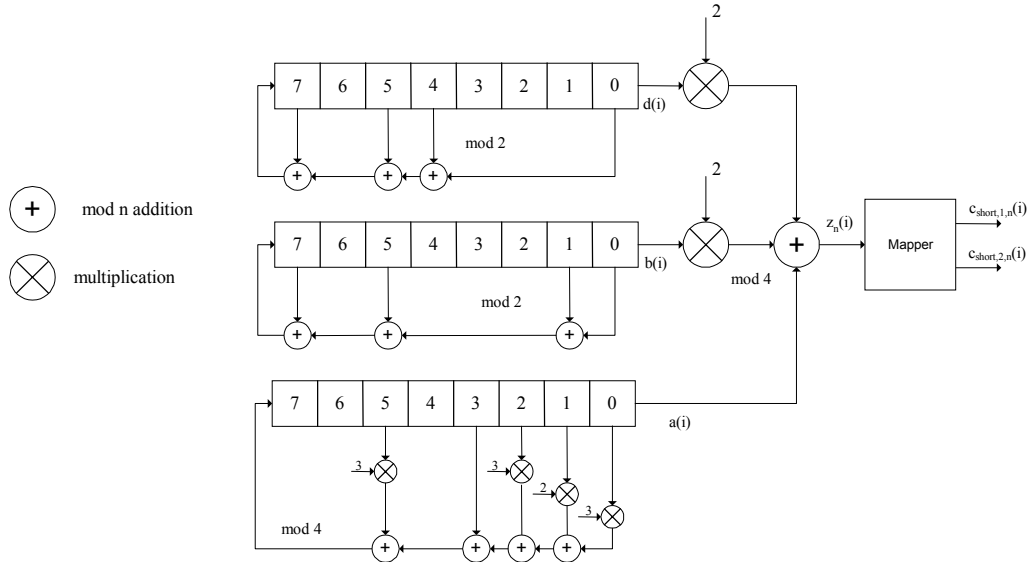 2
7 6 5 4 3 2 1 0
d(i)
mod 2
+ + +
2
+ mod n addition
7 6 5 4 3 2 1 0
b(i)
+
z_n(i)
Mapper
c_short,1,n(i)
c_short,2,n(i)
multiplication
mod 4
mod 2
+ + +
7 6 5 4 3 2 1 0
a(i)
3 3
2
3
mod 4
+ + + +